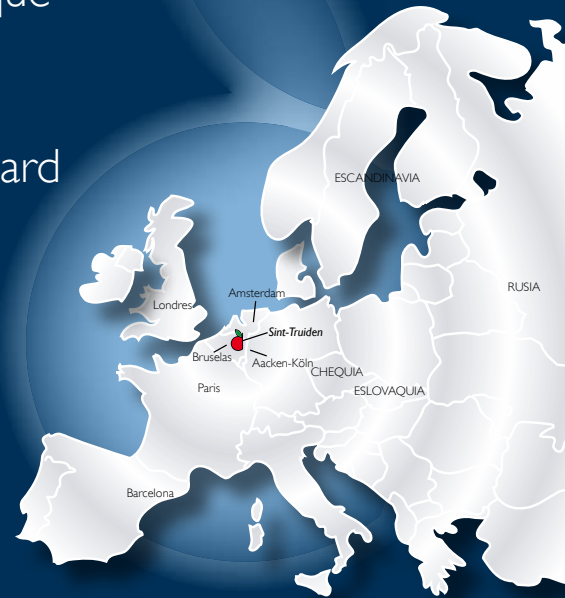 que
ard
ESCANDINAVIA
RUSIA
Amsterdam
Londres
Sint-Truiden
Bruselas
Aacken-Köln
CHEQUIA
Paris
ESLOVAQUIA
Barcelona